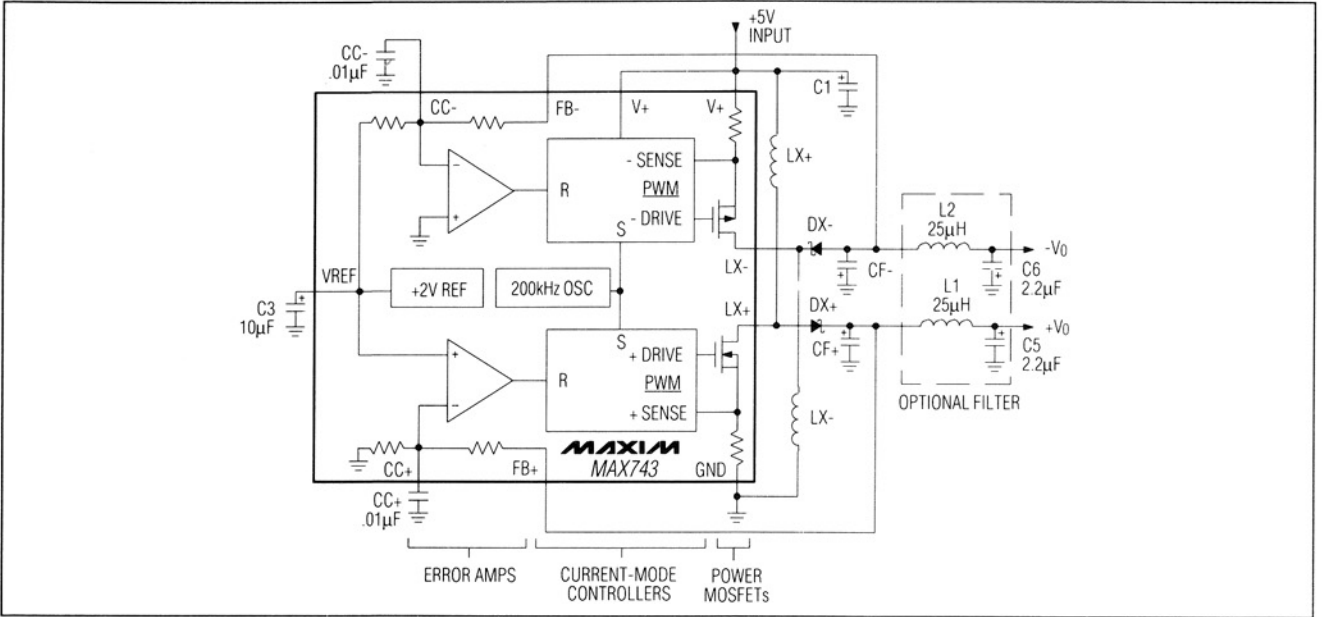 +5V
INPUT
CC-
.01µF
C1
CC-
FB-
V+
V+
LX+
- SENSE
PWM
- DRIVE
R
S
L2
25µH
DX-
-V0
LX-
CF-
C6
2.2µF
VREF
+2V REF
200kHz OSC
C3
10µF
LX+
DX+
L1
25µH
+V0
CF+
C5
2.2µF
S
+ DRIVE
PWM
R
+ SENSE
OPTIONAL FILTER
LX-
MAXIM
MAX743
CC+
FB+
GND
CC+
.01µF
ERROR AMPS
CURRENT-MODE
CONTROLLERS
POWER
MOSFETs